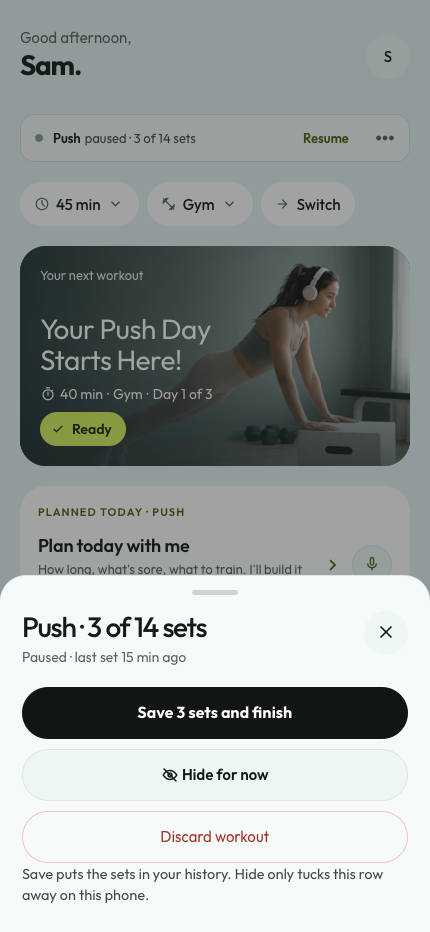 Good afternoon,
Sam.
S
Push paused · 3 of 14 sets
Resume
45 min
Gym
Switch
Your next workout
Your Push Day
Starts Here!
40 min · Gym · Day 1 of 3
Ready
PLANNED TODAY · PUSH
Plan today with me
How long, what's sore, what to train. I'll build it
Push · 3 of 14 sets
Paused · last set 15 min ago
Save 3 sets and finish
Hide for now
Discard workout
Save puts the sets in your history. Hide only tucks this row
away on this phone.